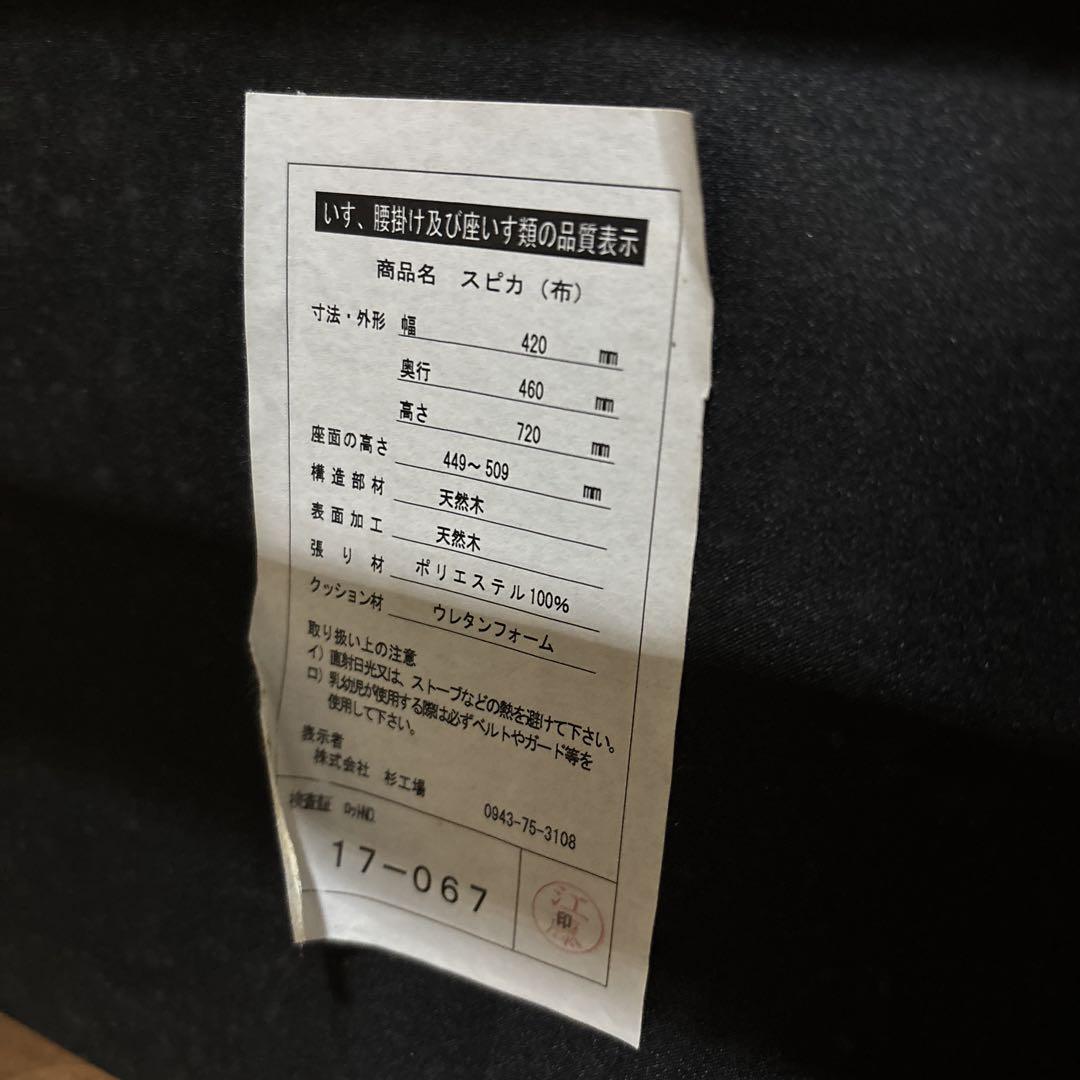 いす、腰掛け及び座いす類の品質表示
商品名 スピカ（布）
寸法・外形 幅 420 mm
奥行 460 mm
高さ 720 mm
座面の高さ 449～509 mm
構造部材 天然木
表面加工 天然木
張り材 ポリエステル100%
クッション材 ウレタンフォーム
取り扱い上の注意
イ）直射日光又は、ストーブなどの熱を避けて下さい。
ロ）乳幼児が使用する際は必ずベルトやガード等を
使用して下さい。
表示者
株式会社 杉工場 0943-75-3108
検査証 ロットNO.
17-067
江
印